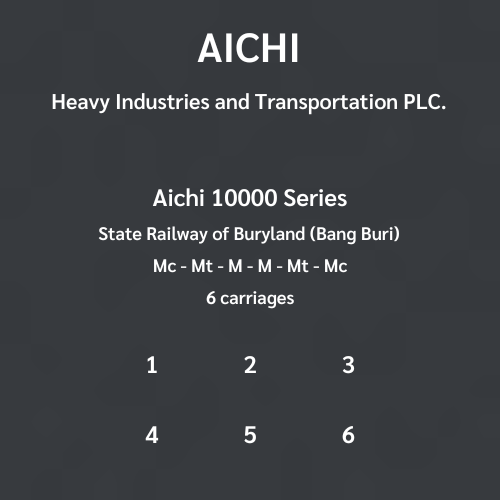 AICHI
Heavy Industries and Transportation PLC.
Aichi 10000 Series
State Railway of Buryland (Bang Buri)
Mc - Mt - M - M - Mt - Mc
6 carriages
1 2 3
4 5 6